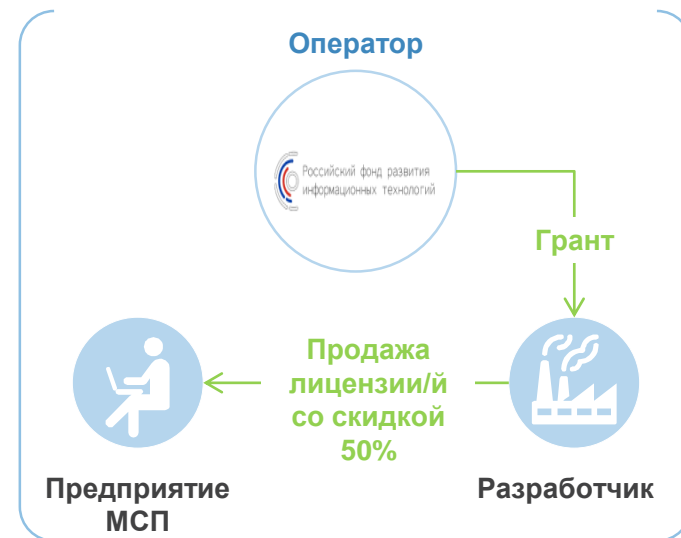 Оператор
Российский фонд развития
информационных технологий
Грант
Продажа
лицензии/й
со скидкой
50%
Предприятие
МСП
Разработчик